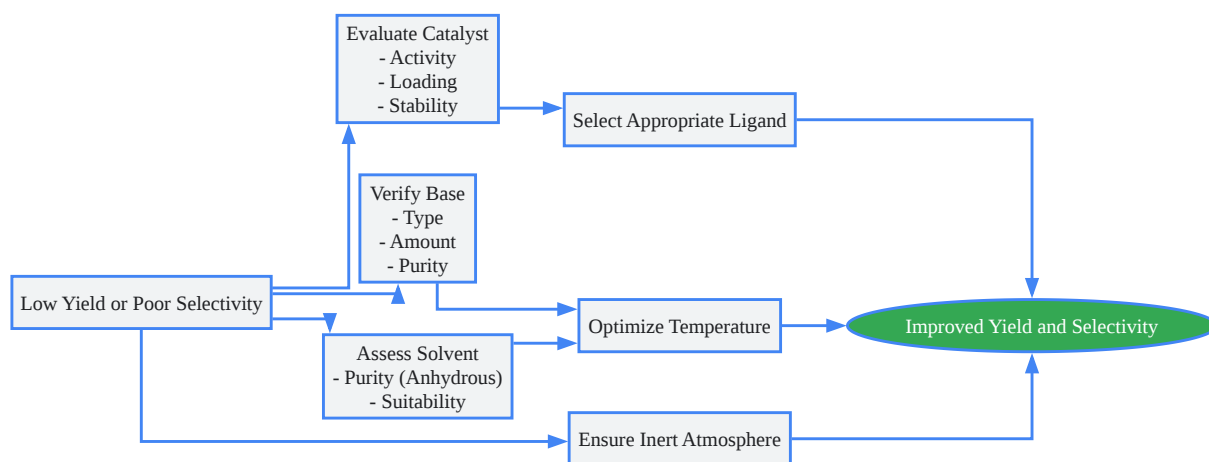 Evaluate Catalyst
- Activity
- Loading
- Stability
Select Appropriate Ligand
Verify Base
- Type
- Amount
- Purity
Low Yield or Poor Selectivity
Optimize Temperature
Improved Yield and Selectivity
Assess Solvent
- Purity (Anhydrous)
- Suitability
Ensure Inert Atmosphere